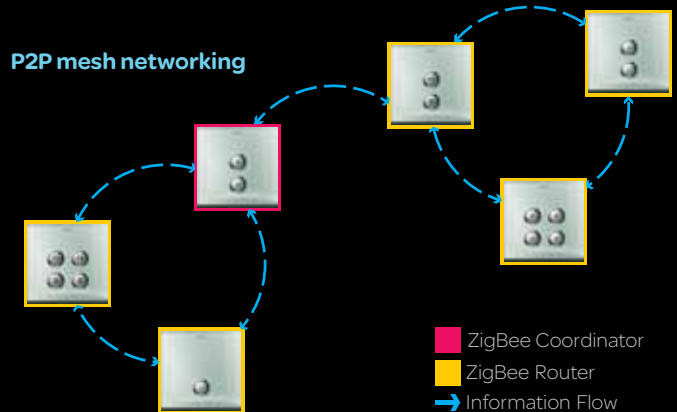 P2P mesh networking
ZigBee Coordinator
ZigBee Router
Information Flow